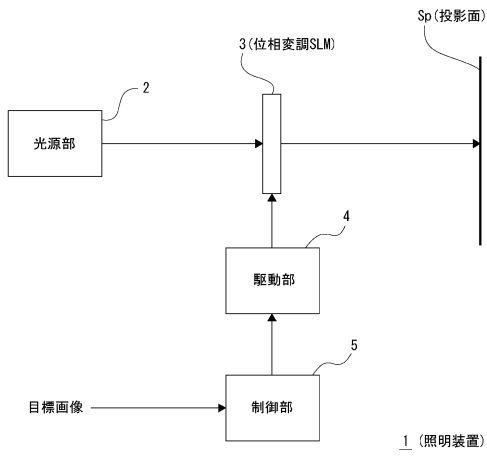 Sp(投影面)
3(位相変調SLM)
2
光源部
4
駆動部
5
目標画像
制御部
1(照明装置)